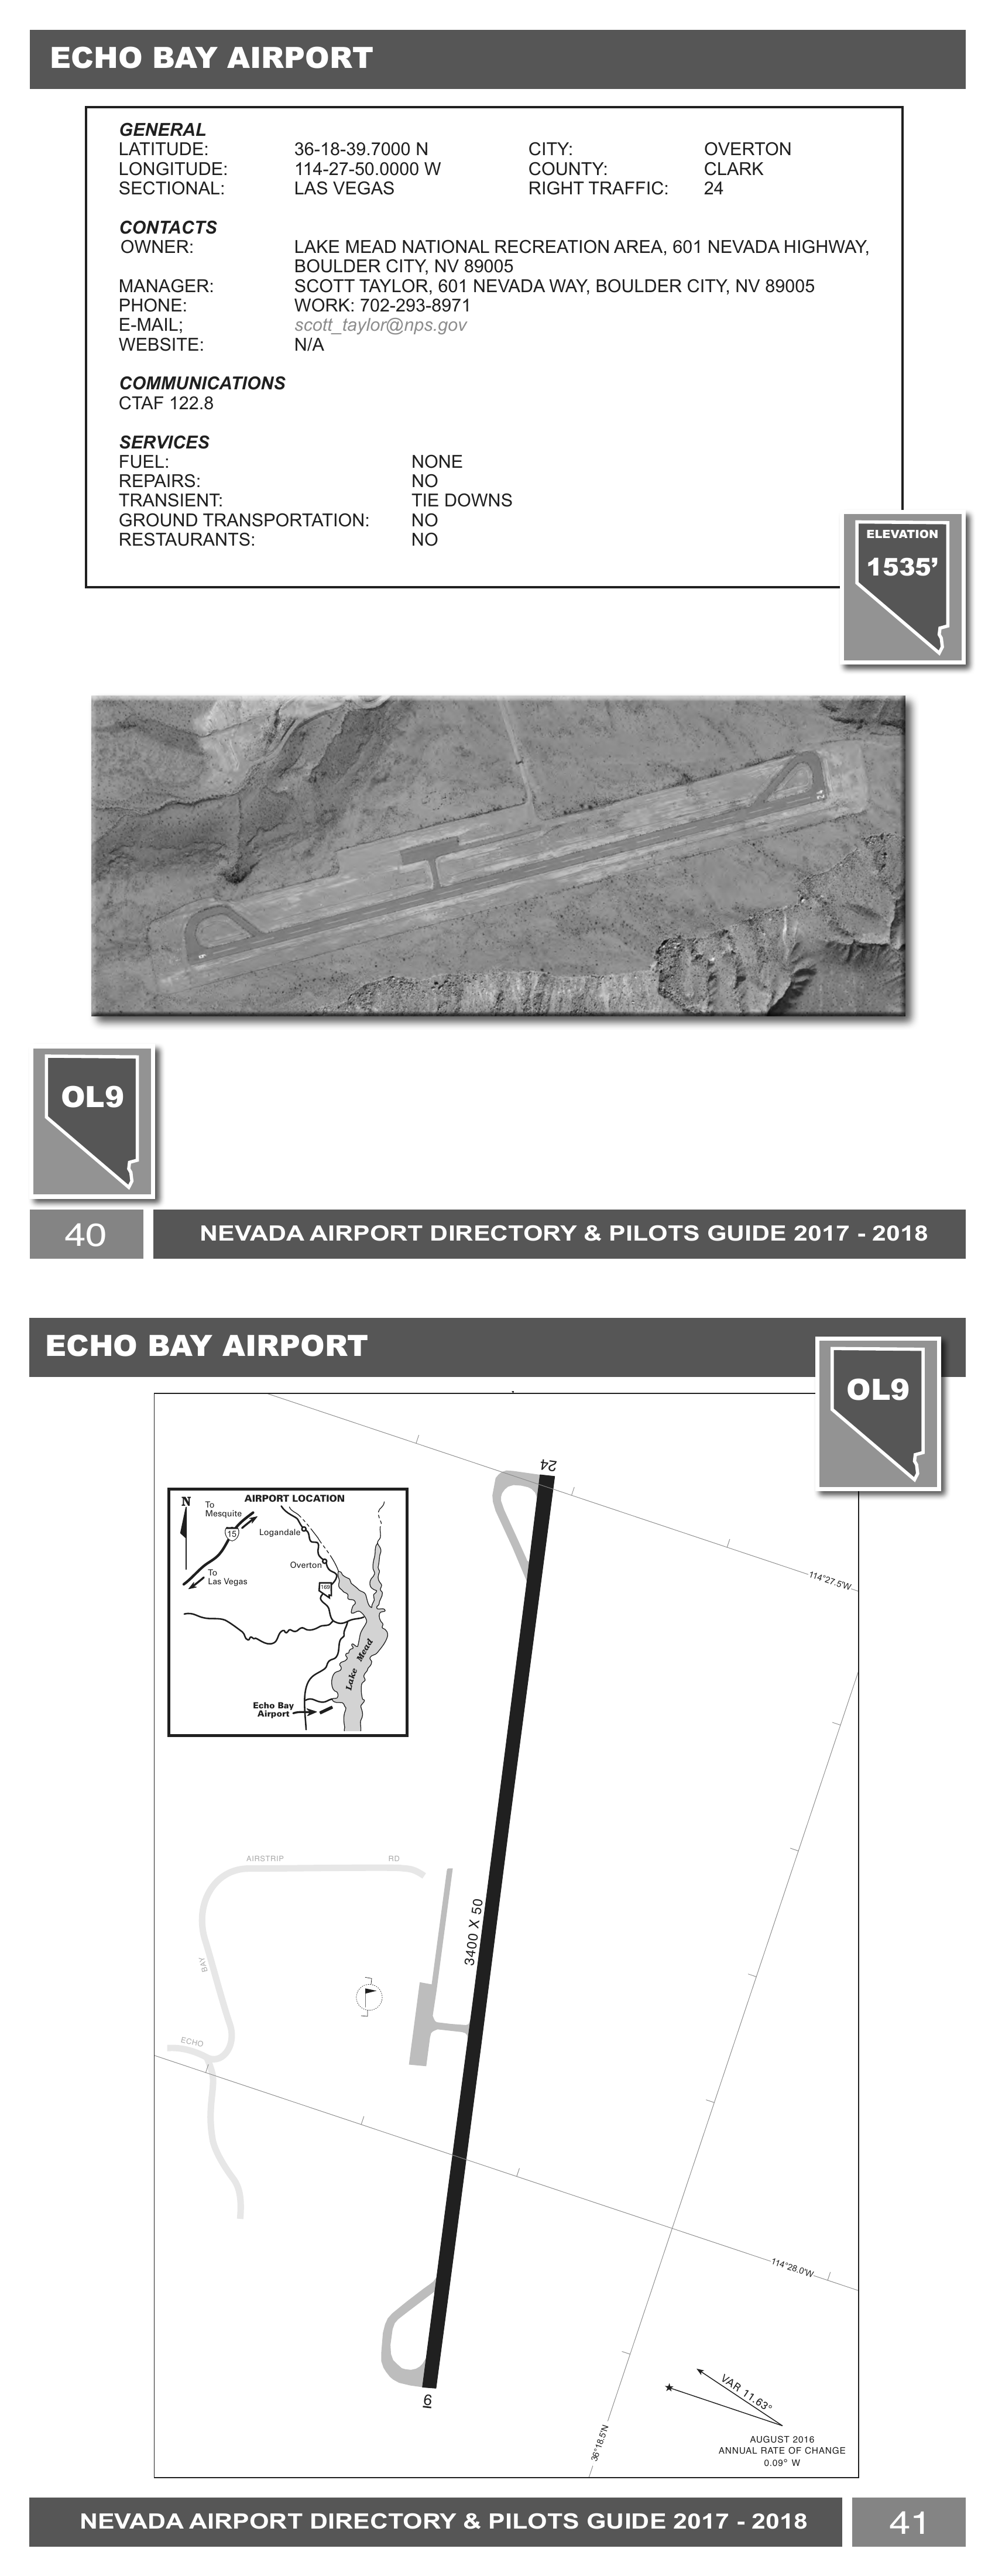 ECHO BAY AIRPORT
GENERAL
LATITUDE: 36-18-39.7000 N CITY: OVERTON
LONGITUDE: 114-27-50.0000 W COUNTY: CLARK
SECTIONAL: LAS VEGAS RIGHT TRAFFIC: 24
CONTACTS
OWNER: LAKE MEAD NATIONAL RECREATION AREA, 601 NEVADA HIGHWAY,
BOULDER CITY, NV 89005
MANAGER: SCOTT TAYLOR, 601 NEVADA WAY, BOULDER CITY, NV 89005
PHONE: WORK: 702-293-8971
E-MAIL; scott_taylor@nps.gov
WEBSITE: N/A
COMMUNICATIONS
CTAF 122.8
SERVICES
FUEL: NONE
REPAIRS: NO
TRANSIENT: TIE DOWNS
GROUND TRANSPORTATION: NO
RESTAURANTS: NO
ELEVATION
1535’
OL9
40
NEVADA AIRPORT DIRECTORY & PILOTS GUIDE 2017 - 2018
ECHO BAY AIRPORT
OL9
24
AIRPORT LOCATION
N
To
Mesquite
15
Logandale
To
Las Vegas
Overton
169
Lake Mead
Echo Bay
Airport
114°27.5'W
AIRSTRIP RD
3400 X 50
BAY
ECHO
114°28.0'W
VAR 11.63°
6
36°18.5'N
AUGUST 2016
ANNUAL RATE OF CHANGE
0.09° W
NEVADA AIRPORT DIRECTORY & PILOTS GUIDE 2017 - 2018
41